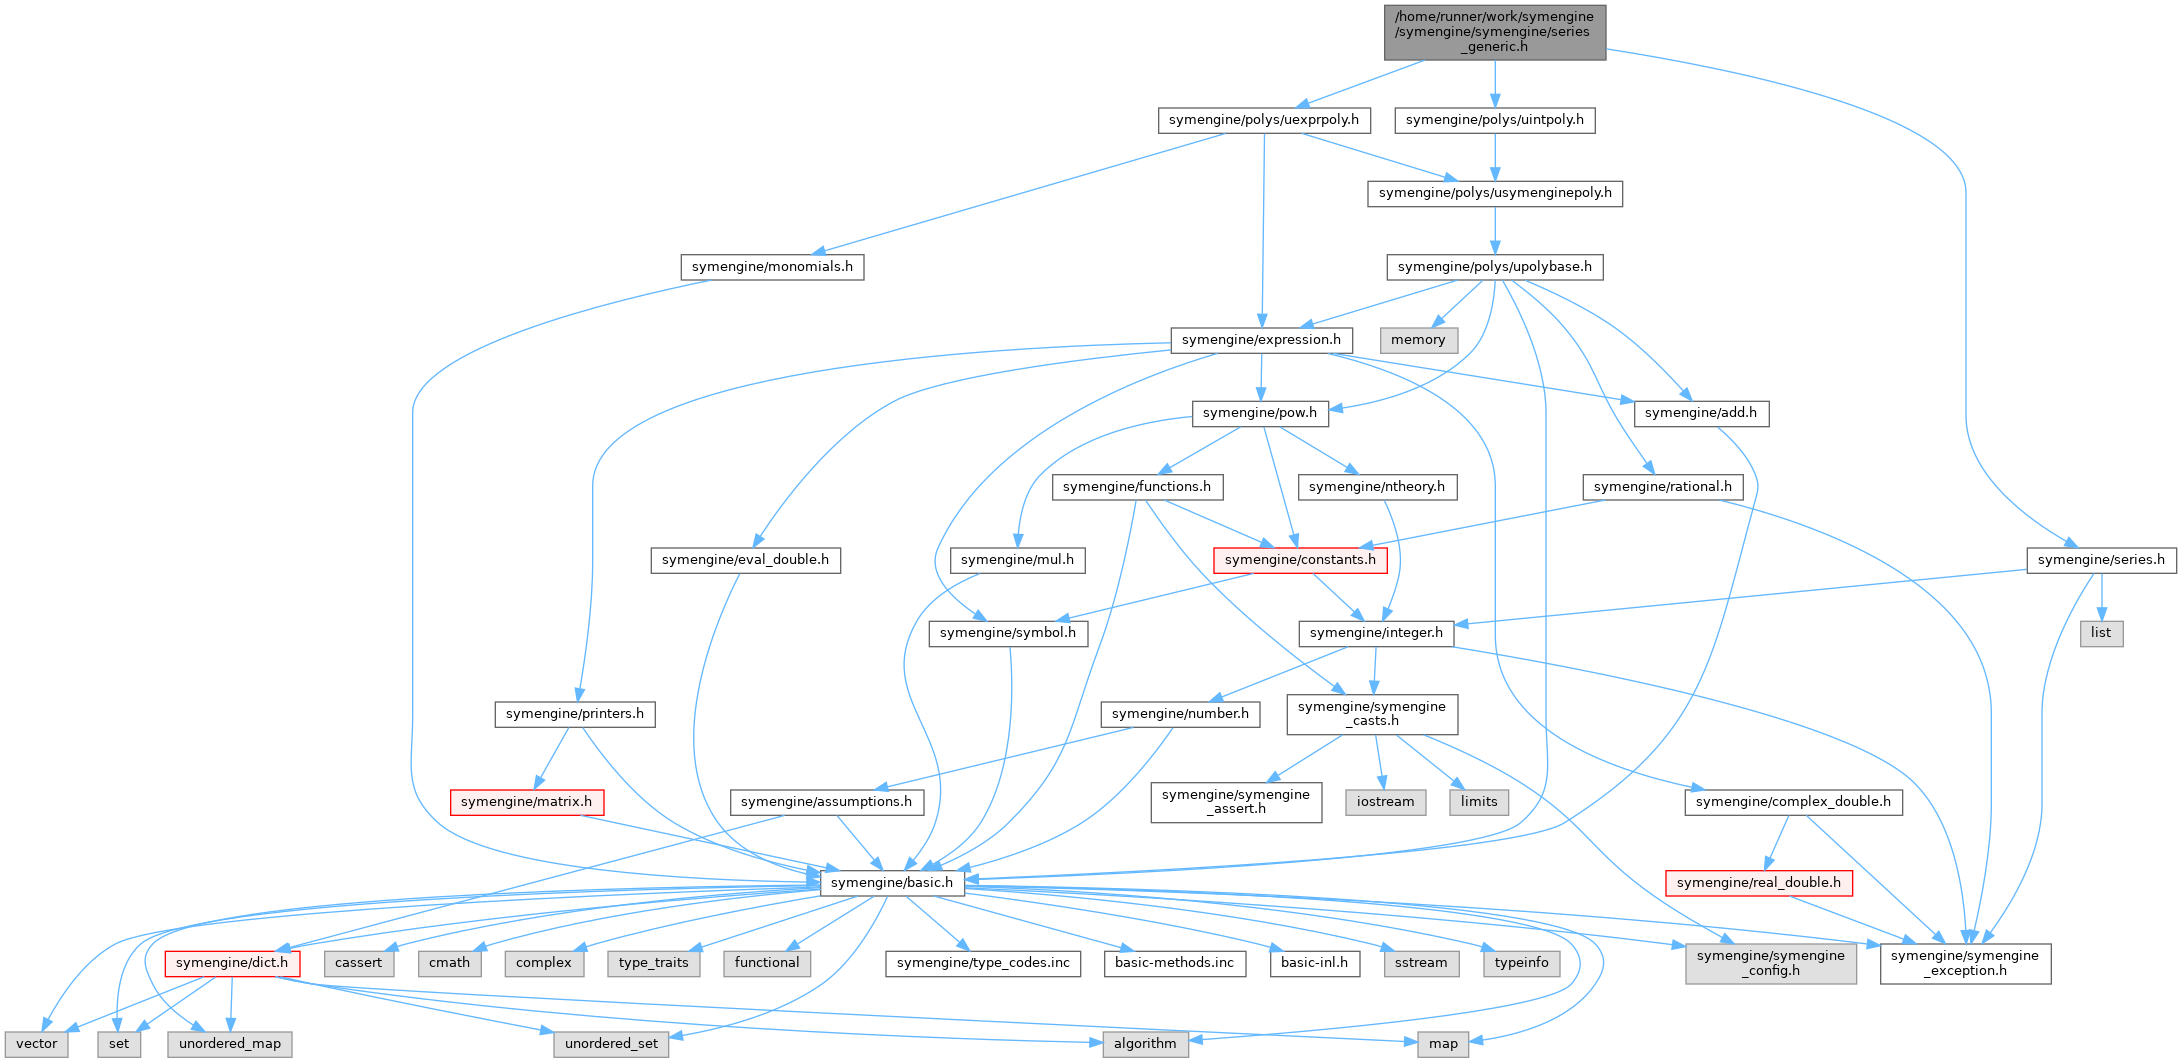 /home/runner/work/symengine
/symengine/symengine/series
_generic.h
symengine/polys/uexprpoly.h
symengine/polys/uintpoly.h
symengine/polys/usymenginepoly.h
symengine/monomials.h
symengine/polys/upolybase.h
symengine/expression.h
memory
symengine/pow.h
symengine/add.h
symengine/functions.h
symengine/ntheory.h
symengine/rational.h
symengine/eval_double.h
symengine/mul.h
symengine/constants.h
symengine/series.h
symengine/symbol.h
symengine/integer.h
list
symengine/printers.h
symengine/number.h
symengine/symengine
_casts.h
symengine/matrix.h
symengine/assumptions.h
symengine/symengine
_assert.h
iostream
limits
symengine/complex_double.h
symengine/basic.h
symengine/real_double.h
symengine/dict.h
cassert
cmath
complex
type_traits
functional
symengine/type_codes.inc
basic-methods.inc
basic-inl.h
sstream
typeinfo
symengine/symengine
_config.h
symengine/symengine
_exception.h
vector
set
unordered_map
unordered_set
algorithm
map